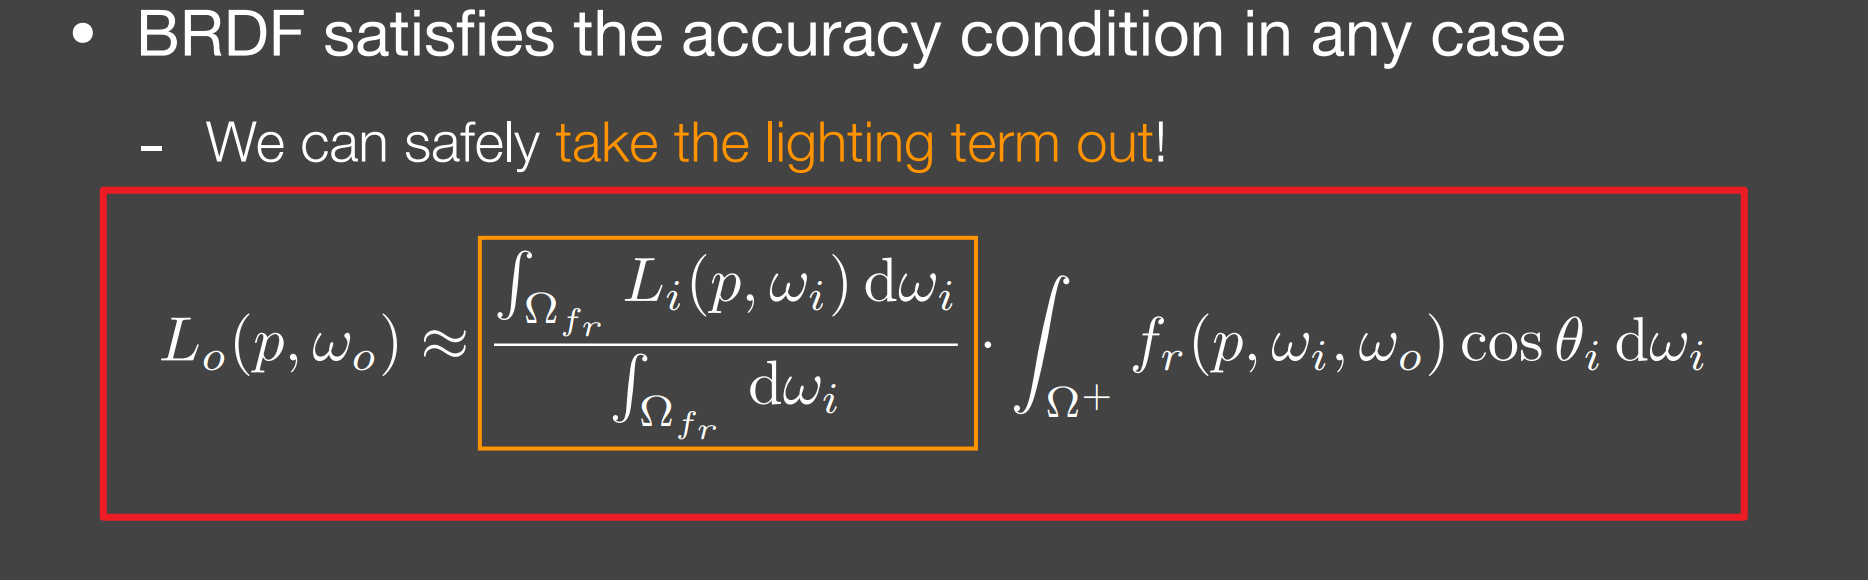 • BRDF satisfies the accuracy condition in any case
- We can safely take the lighting term out!
$L_o(p, \omega_o) \approx \frac{\int_{\Omega_{f_r}} L_i(p, \omega_i) \, \mathrm{d}\omega_i}{\int_{\Omega_{f_r}} \mathrm{d}\omega_i} \cdot \int_{\Omega^+} f_r(p, \omega_i, \omega_o) \cos\theta_i \, \mathrm{d}\omega_i$